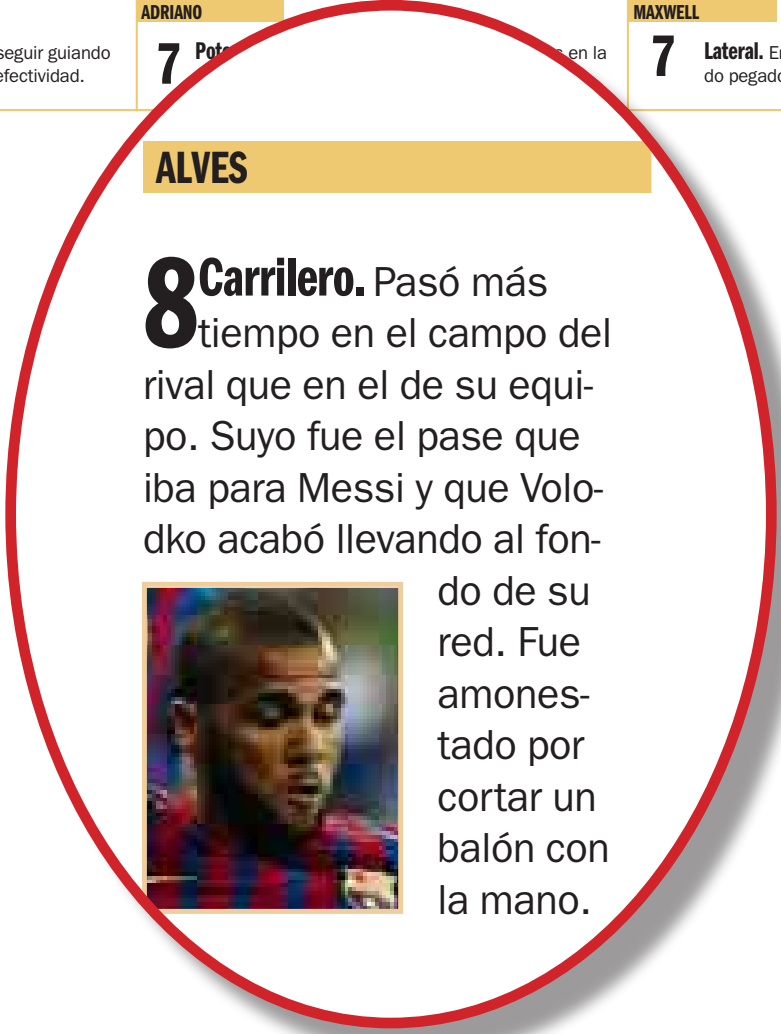 seguir guiando
efectividad.
ADRIANO
7
en la
MAXWELL
7 Lateral.
do
ALVES
8 Carrilero. Pasó más
tiempo en el campo del
rival que en el de su equi-
po. Suyo fue el pase que
iba para Messi y que Volo-
dko acabó llevando al fon-
do de su
red. Fue
amones-
tado por
cortar un
balón con
la mano.